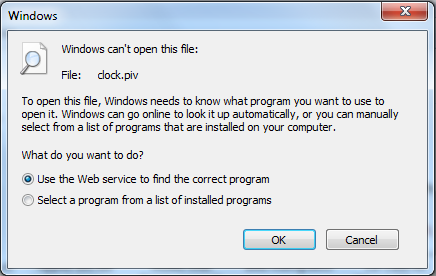 Windows
Windows can't open this file:
File: clock.piv
To open this file, Windows needs to know what program you want to use to
open it. Windows can go online to look it up automatically, or you can manually
select from a list of programs that are installed on your computer.
What do you want to do?
Use the Web service to find the correct program
Select a program from a list of installed programs
OK Cancel